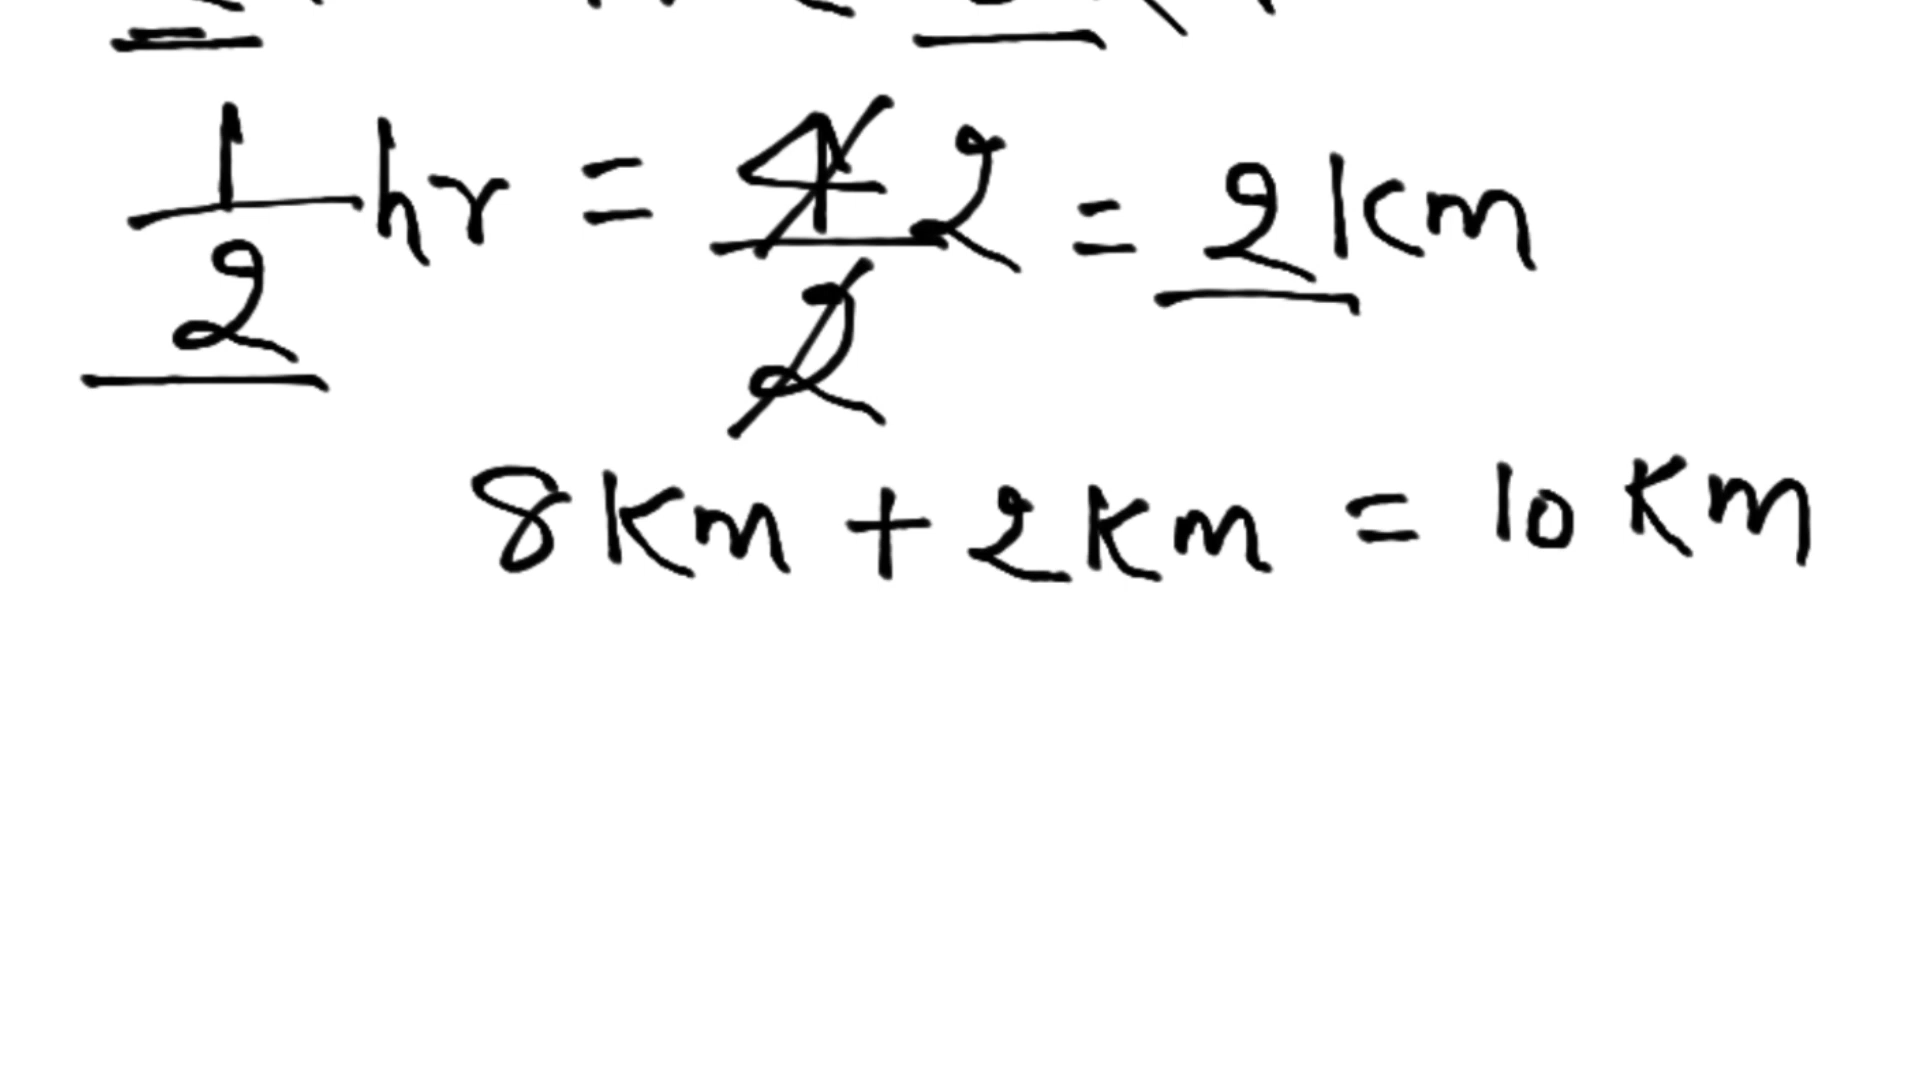 1/2 hr = 4/2 2 = 2 km
8 km + 2 km = 10 km